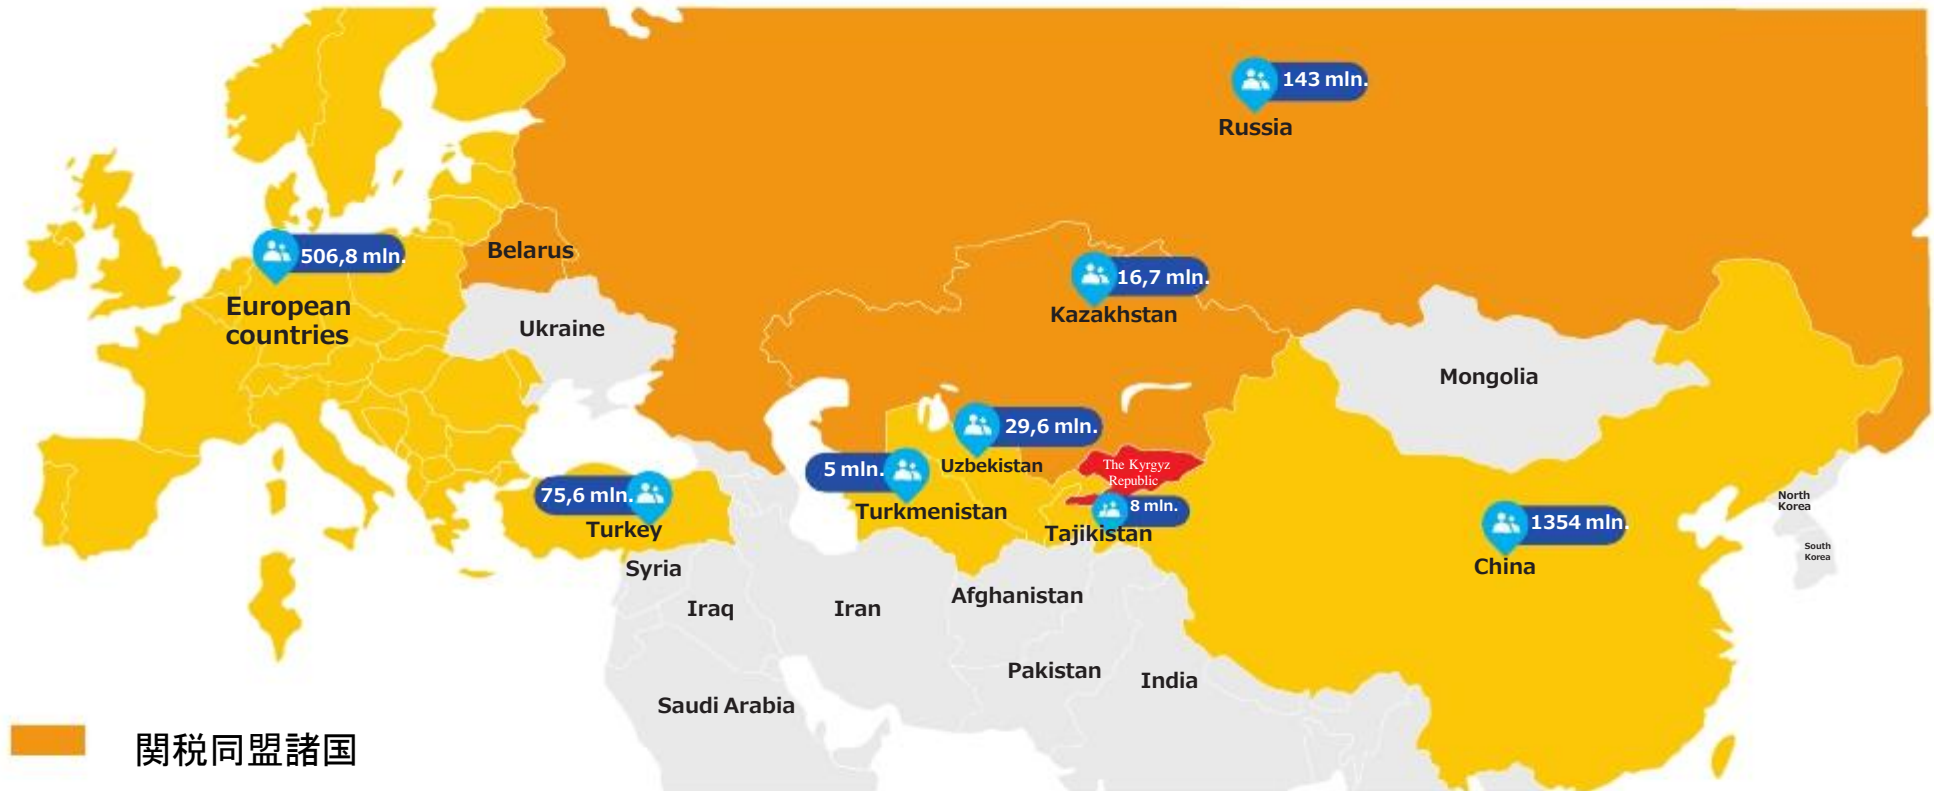 143 mln.
Russia
506,8 mln.
Belarus
European
countries
16,7 mln.
Kazakhstan
Ukraine
Mongolia
29,6 mln.
Uzbekistan
The Kyrgyz
Republic
5 mln.
Turkmenistan
75,6 mln.
Turkey
8 mln.
Tajikistan
1354 mln.
China
North
Korea
South
Korea
Syria
Iraq
Iran
Afghanistan
Pakistan
India
Saudi Arabia
関税同盟諸国